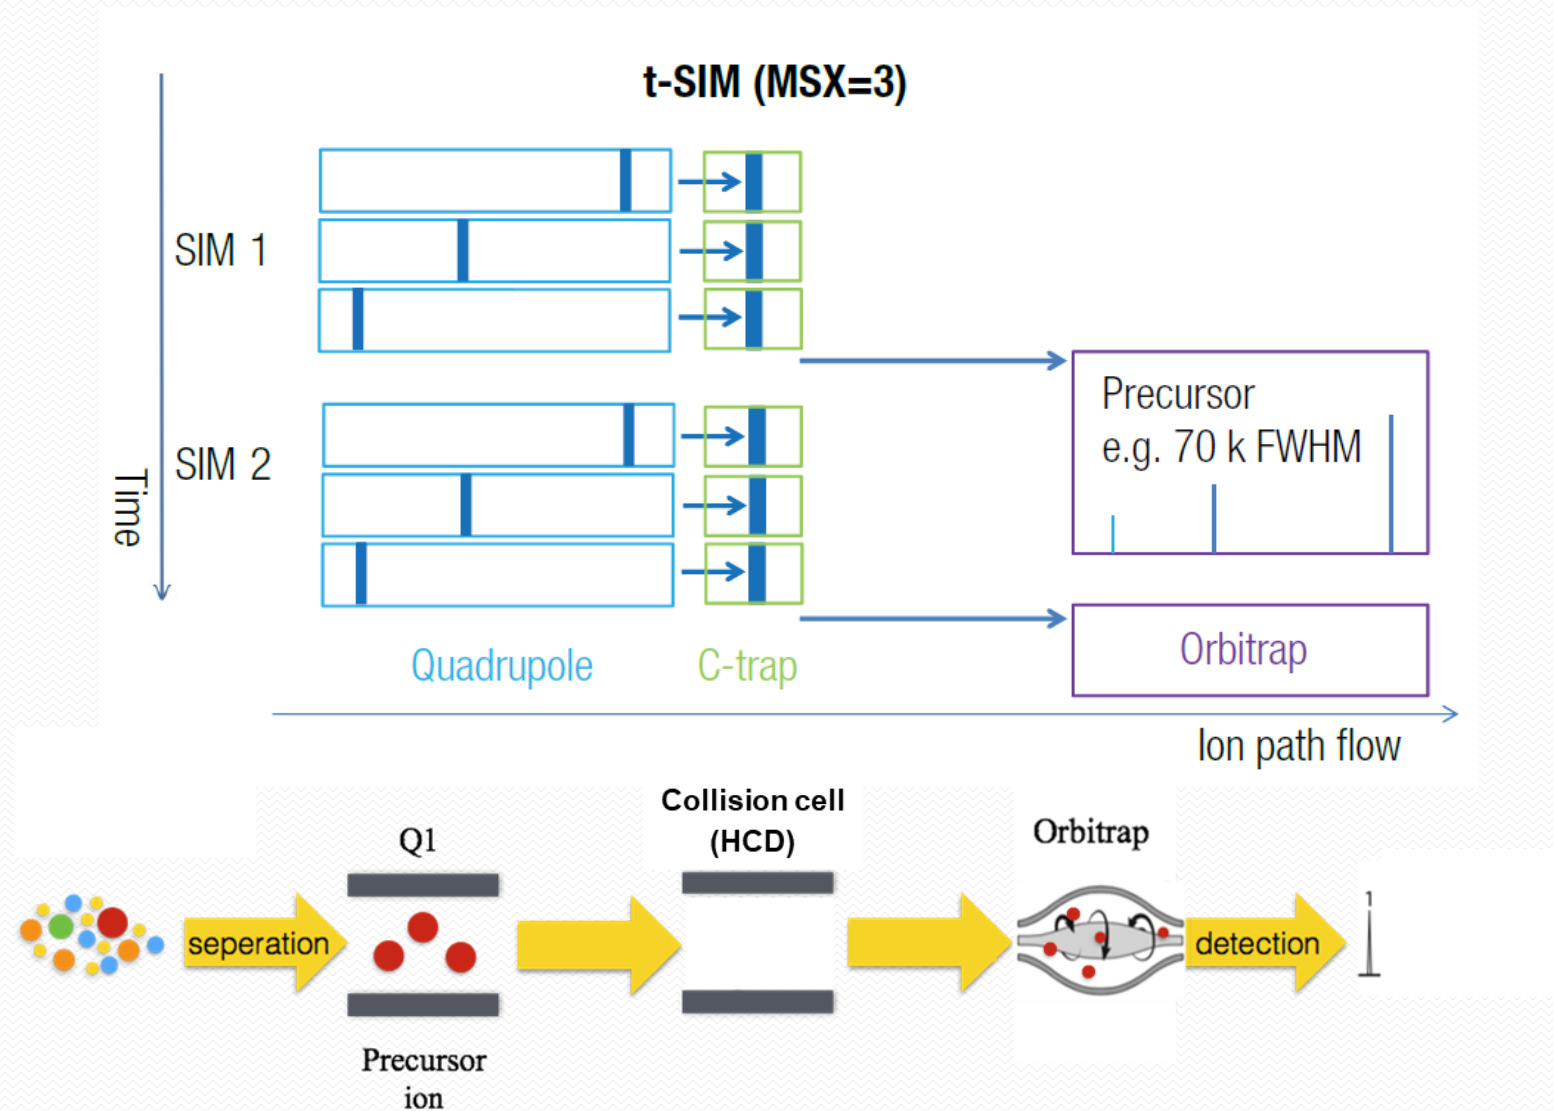 t-SIM (MSX=3)
SIM 1
SIM 2
Time
Precursor
e.g. 70 k FWHM
Orbitrap
Quadrupole
C-trap
Ion path flow
Collision cell
(HCD)
Q1
Orbitrap
seperation
detection
Precursor
ion